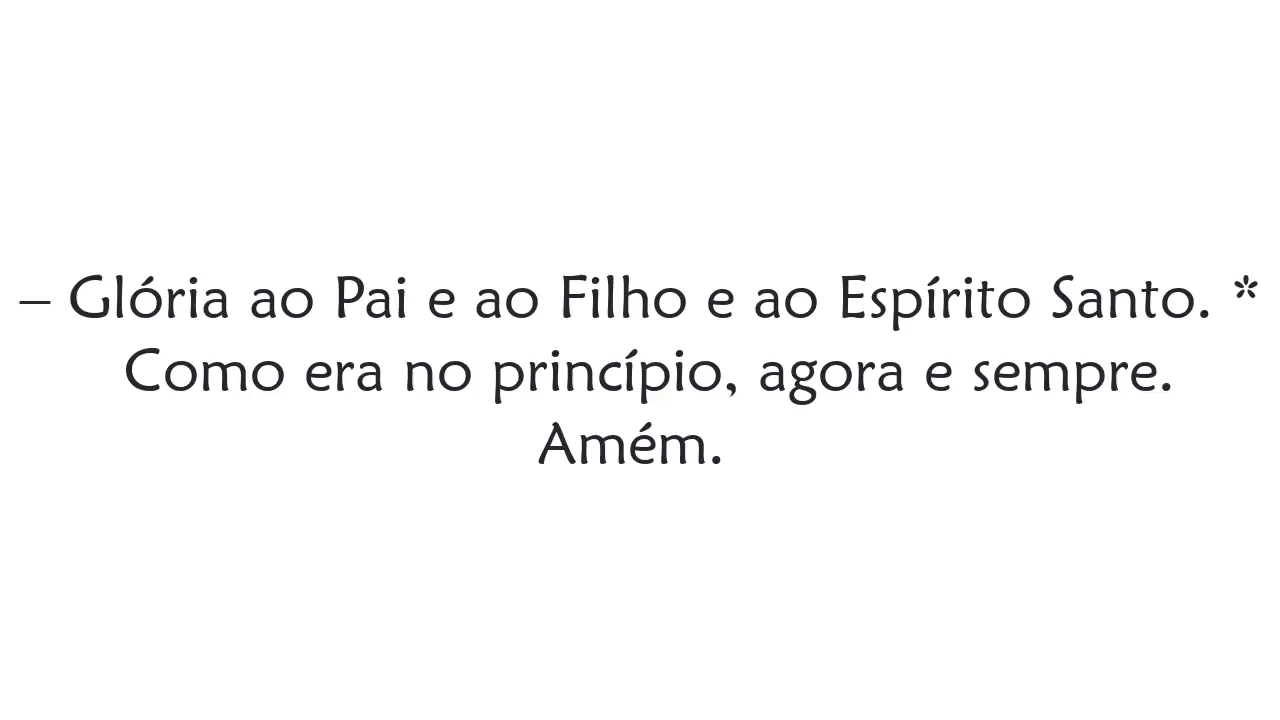 – Glória ao Pai e ao Filho e ao Espírito Santo. *
Como era no princípio, agora e sempre.
Amém.